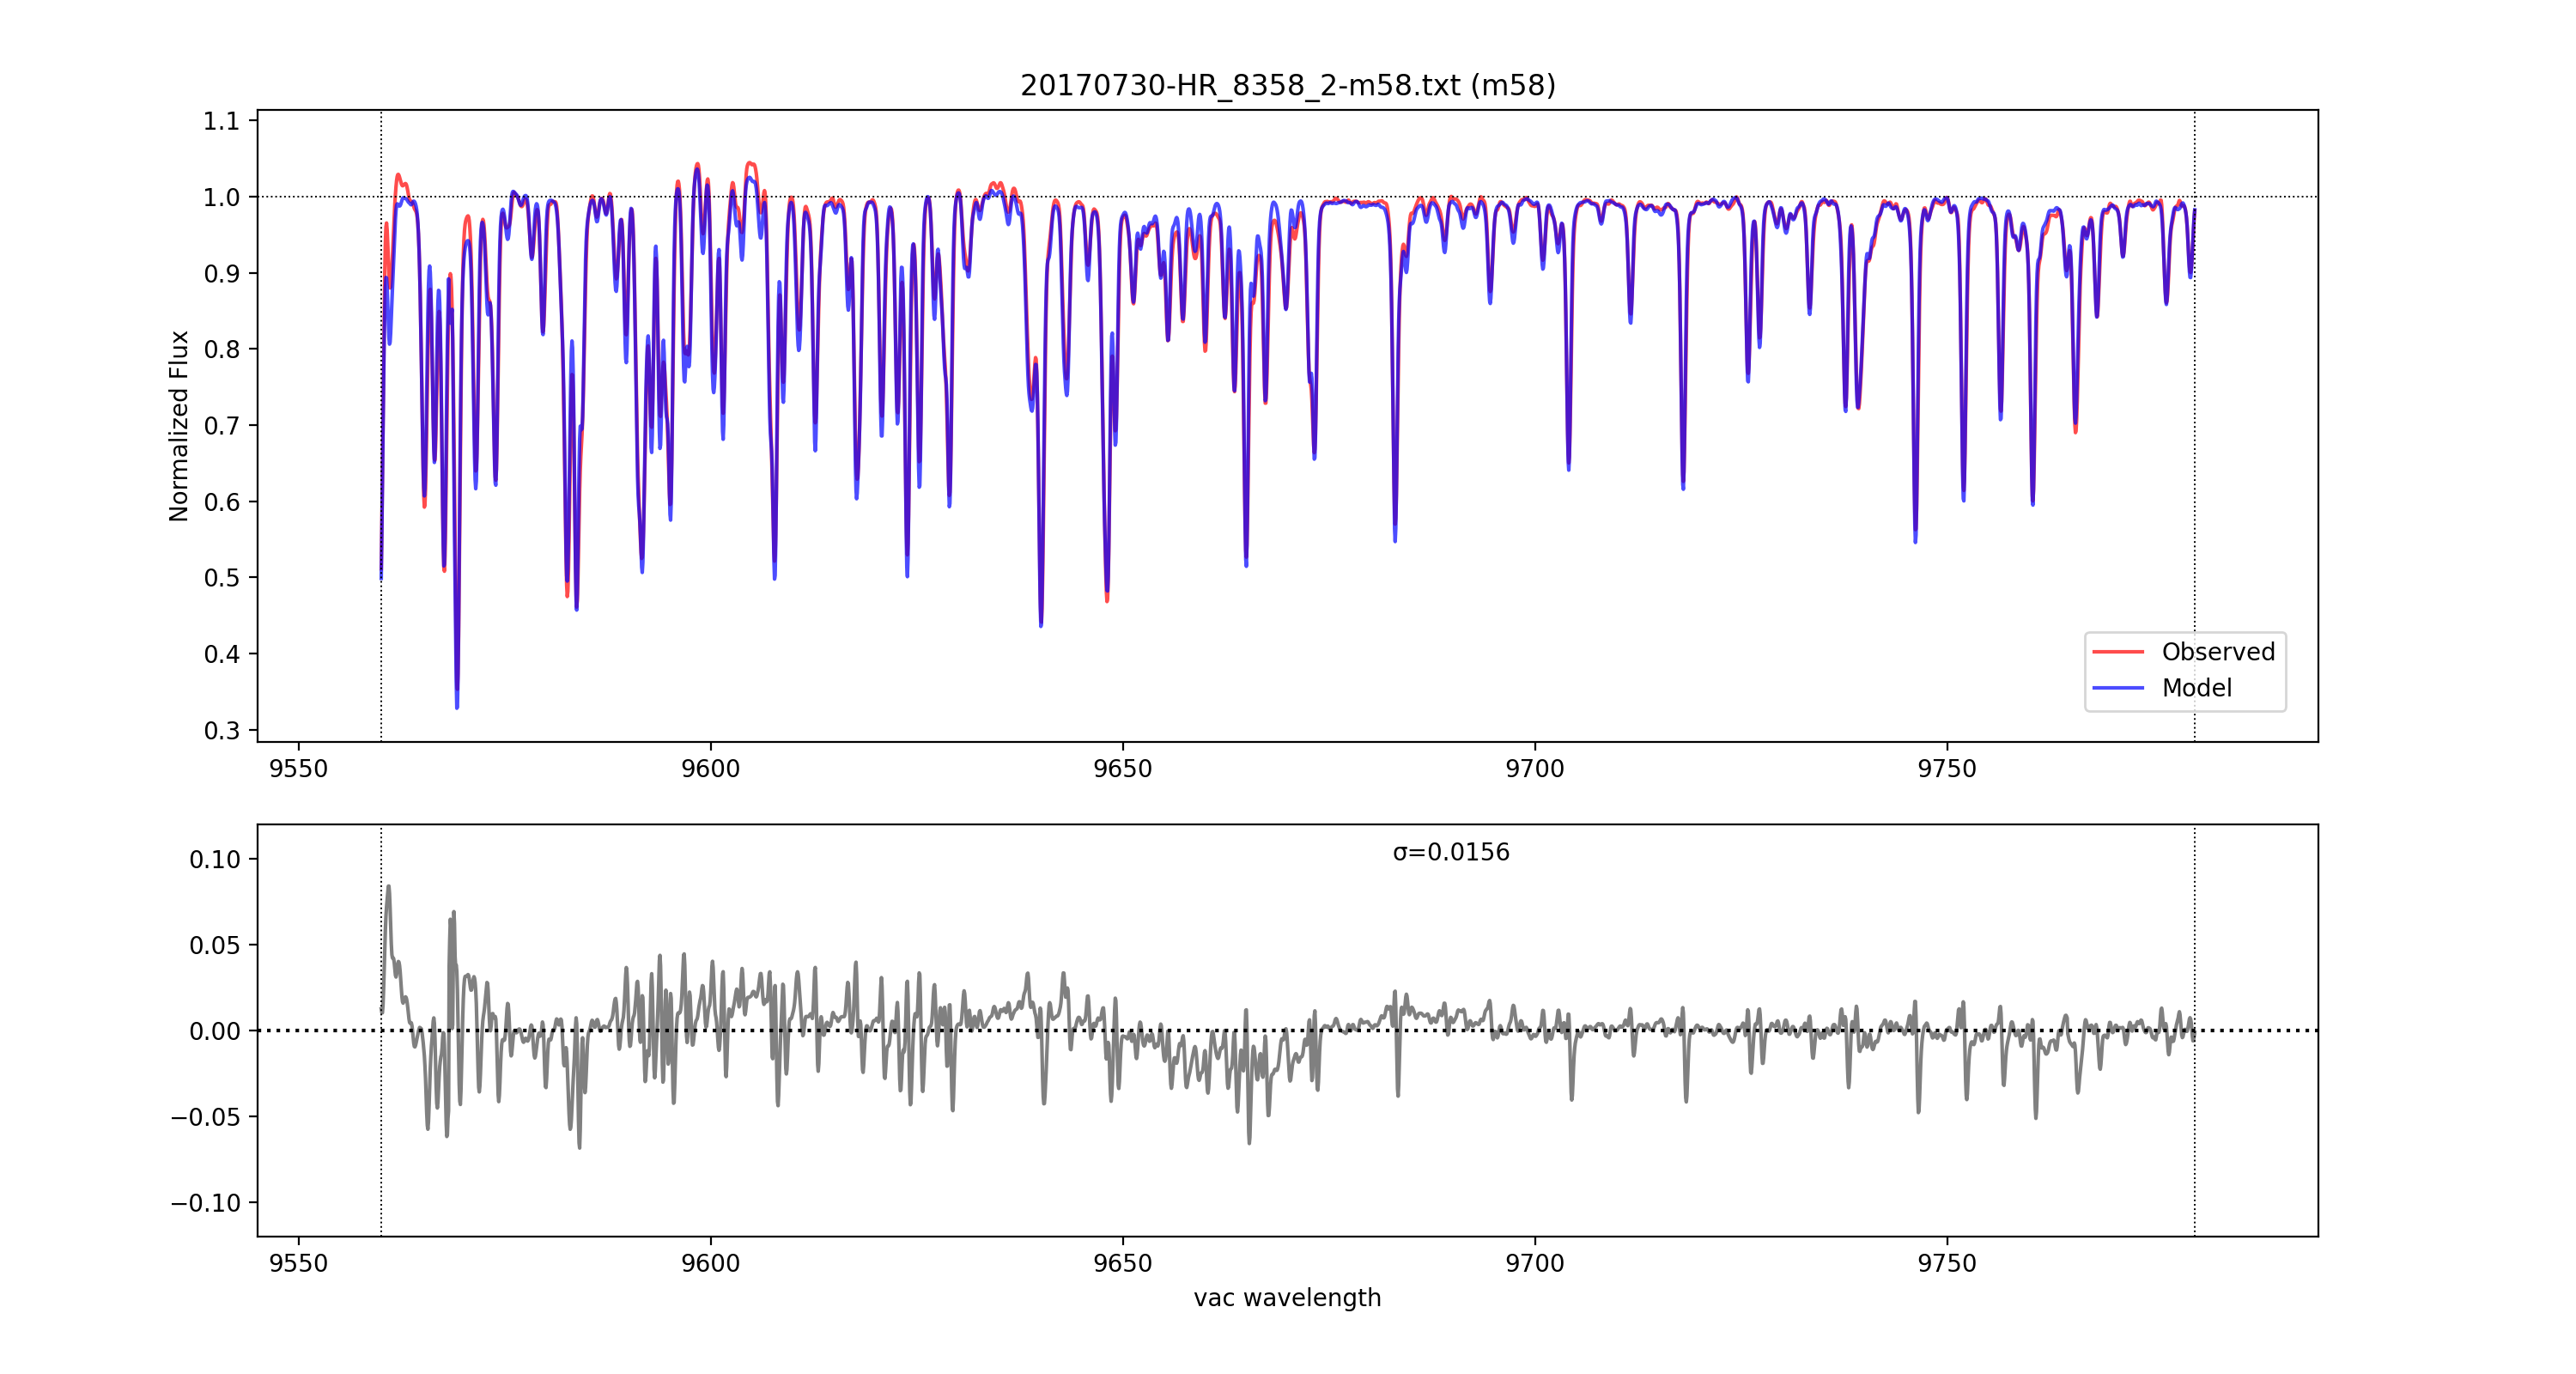 20170730-HR_8358_2-m58.txt (m58)
Normalized Flux
1.1
1.0
0.9
0.8
0.7
0.6
0.5
0.4
0.3
Observed
Model
9550 9600 9650 9700 9750
σ=0.0156
0.10
0.05
0.00
−0.05
−0.10
9550 9600 9650 9700 9750
vac wavelength